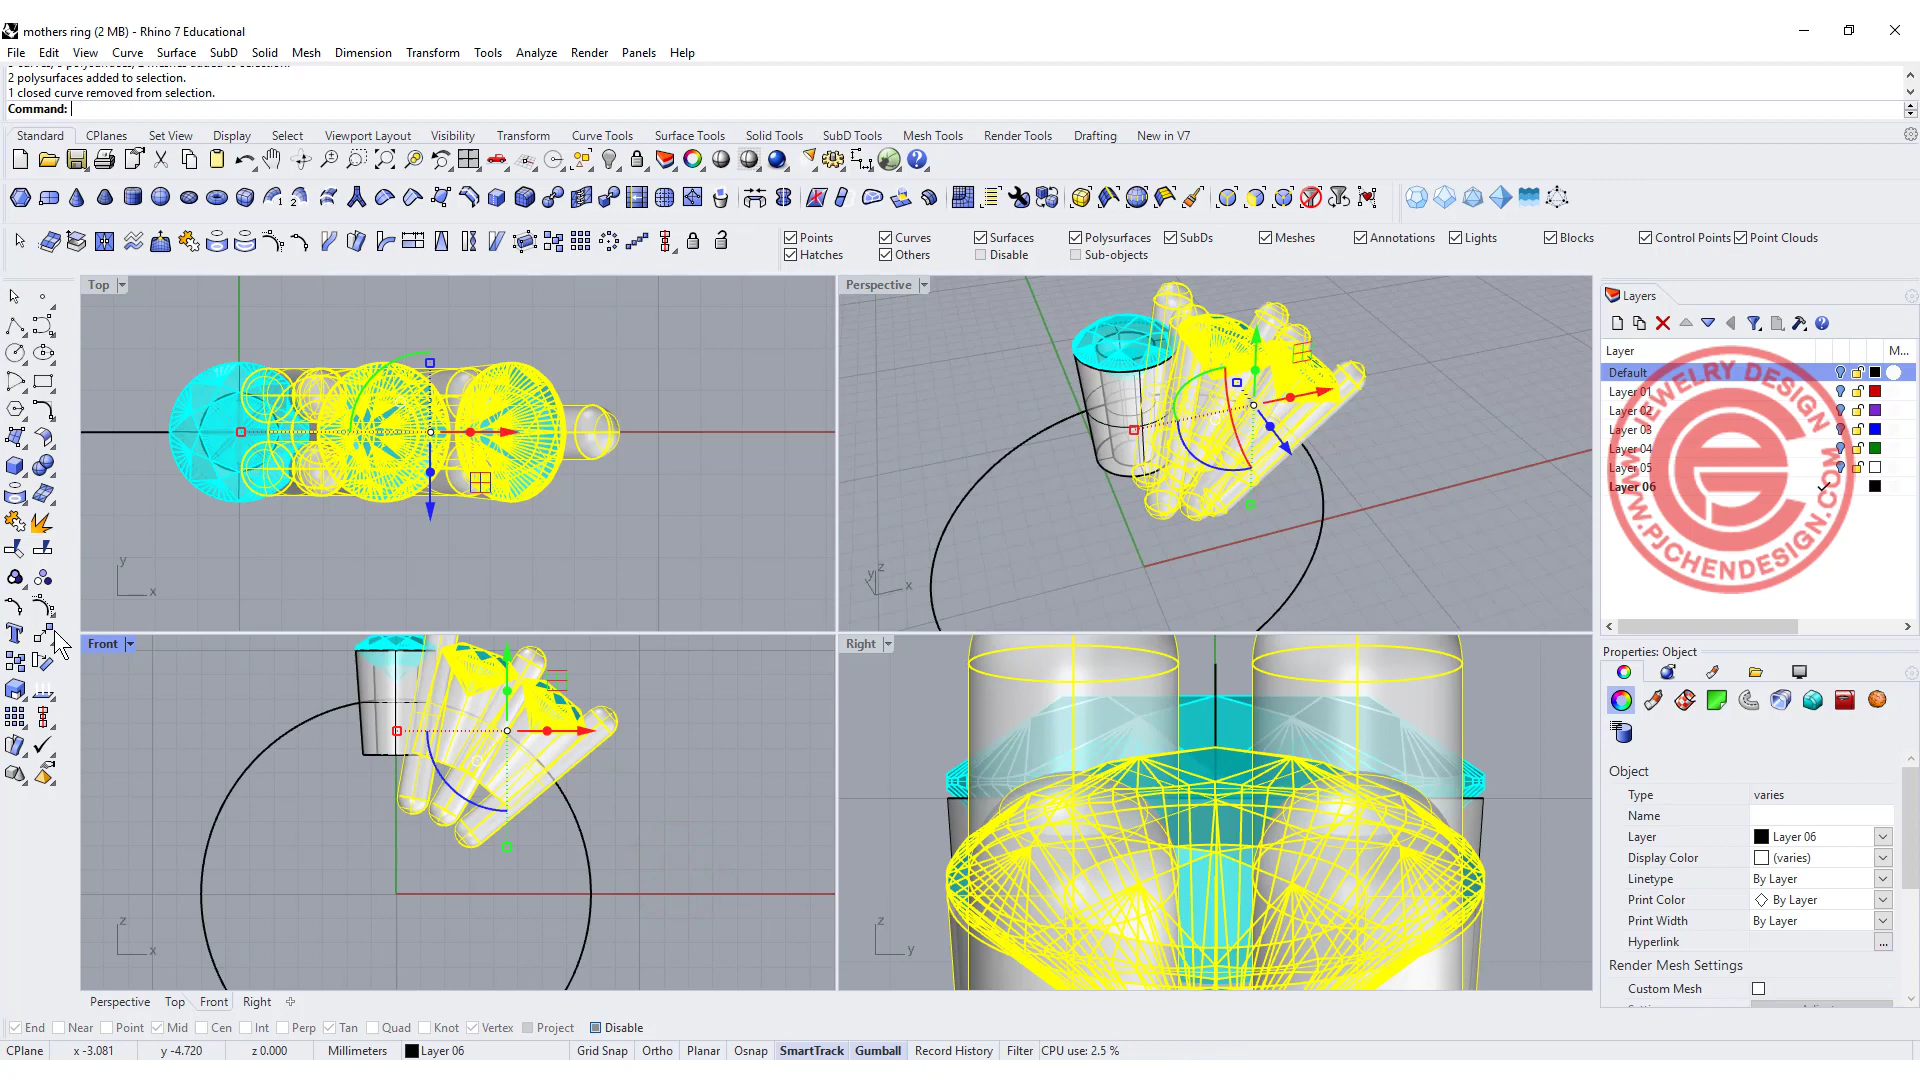 mothers ring (2 MB) - Rhino 7 Educational
File Edit View Curve Surface SubD Solid Mesh Dimension Transform Tools Analyze Render Panels Help
2 polysurfaces added to selection.
1 closed curve removed from selection.
Command:
Standard CPlanes Set View Display Select Viewport Layout Visibility Transform Curve Tools Surface Tools Solid Tools SubD Tools Mesh Tools Render Tools Drafting New in V7
Points Curves Surfaces Polysurfaces SubDs Meshes Annotations Lights Blocks Control Points Point Clouds
Hatches Others Disable Sub-objects
Top
Perspective
Layers
Layer M...
Default
Layer 01
Layer 02
Layer 03
Layer 04
Layer 05
Layer 06
JEWELRY DESIGN
WWW.PJCHENDESIGN.COM
y x
y z x
Front
Right
z x
z y
Properties: Object
Object
Type varies
Name
Layer Layer 06
Display Color (varies)
Linetype By Layer
Print Color By Layer
Print Width By Layer
Hyperlink ...
Render Mesh Settings
Custom Mesh
Perspective Top Front Right
End Near Point Mid Cen Int Perp Tan Quad Knot Vertex Project Disable
CPlane x -3.081 y -4.720 z 0.000 Millimeters Layer 06 Grid Snap Ortho Planar Osnap SmartTrack Gumball Record History Filter CPU use: 2.5 %